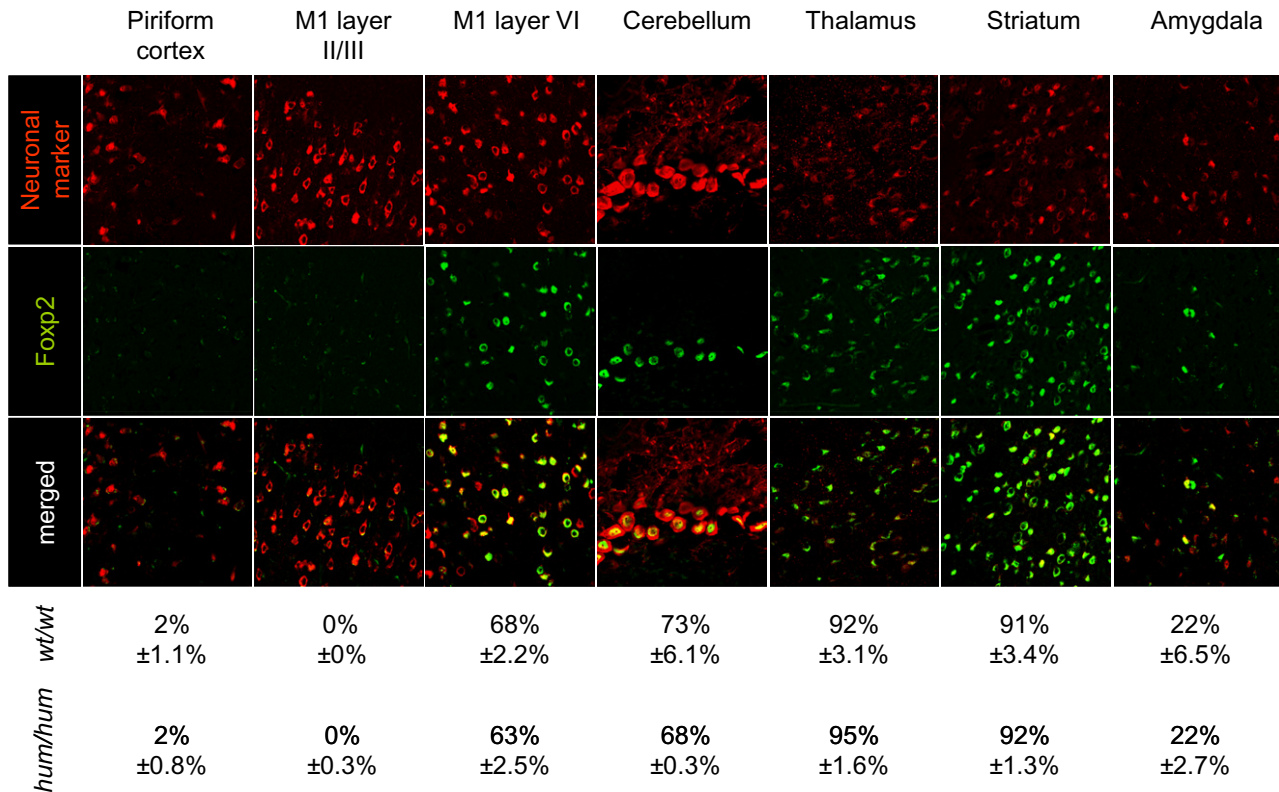 Piriform
cortex
M1 layer
II/III
M1 layer VI
Cerebellum
Thalamus
Striatum
Amygdala
Neuronal
marker
Foxp2
merged
wt/wt
2%
±1.1%
0%
±0%
68%
±2.2%
73%
±6.1%
92%
±3.1%
91%
±3.4%
22%
±6.5%
hum/hum
2%
±0.8%
0%
±0.3%
63%
±2.5%
68%
±0.3%
95%
±1.6%
92%
±1.3%
22%
±2.7%